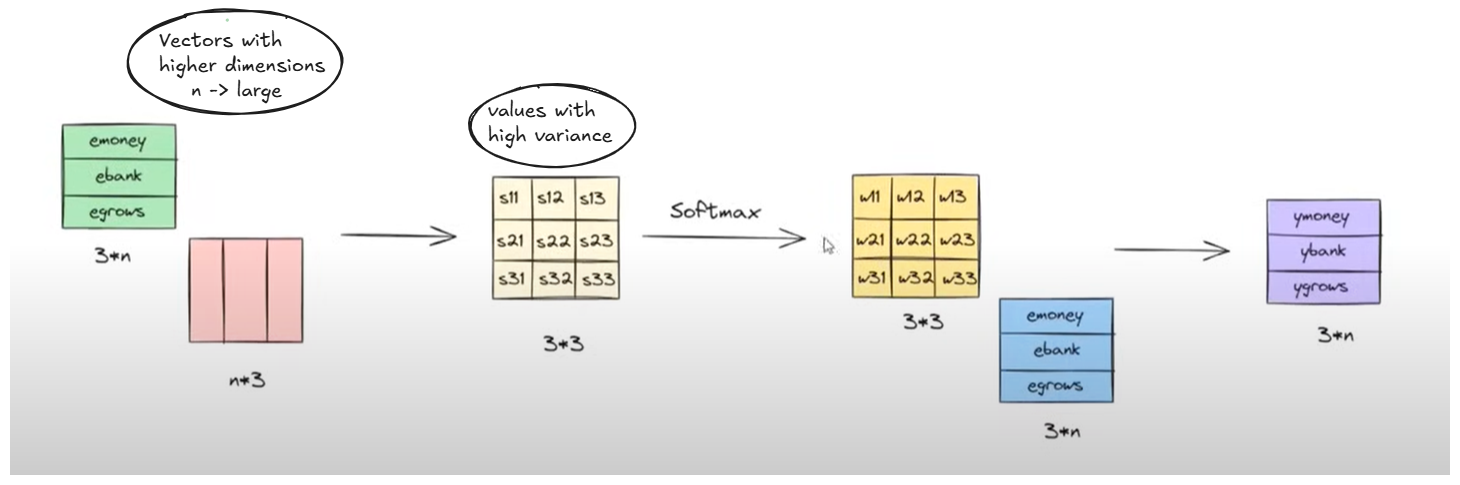 Vectors with
higher dimensions
n -> large
values with
high variance
emoney
ebank
egrows
3*n
n*3
s11 s12 s13
s21 s22 s23
s31 s32 s33
3*3
Softmax
w11 w12 w13
w21 w22 w23
w31 w32 w33
3*3
emoney
ebank
egrows
3*n
ymoney
ybank
ygrows
3*n